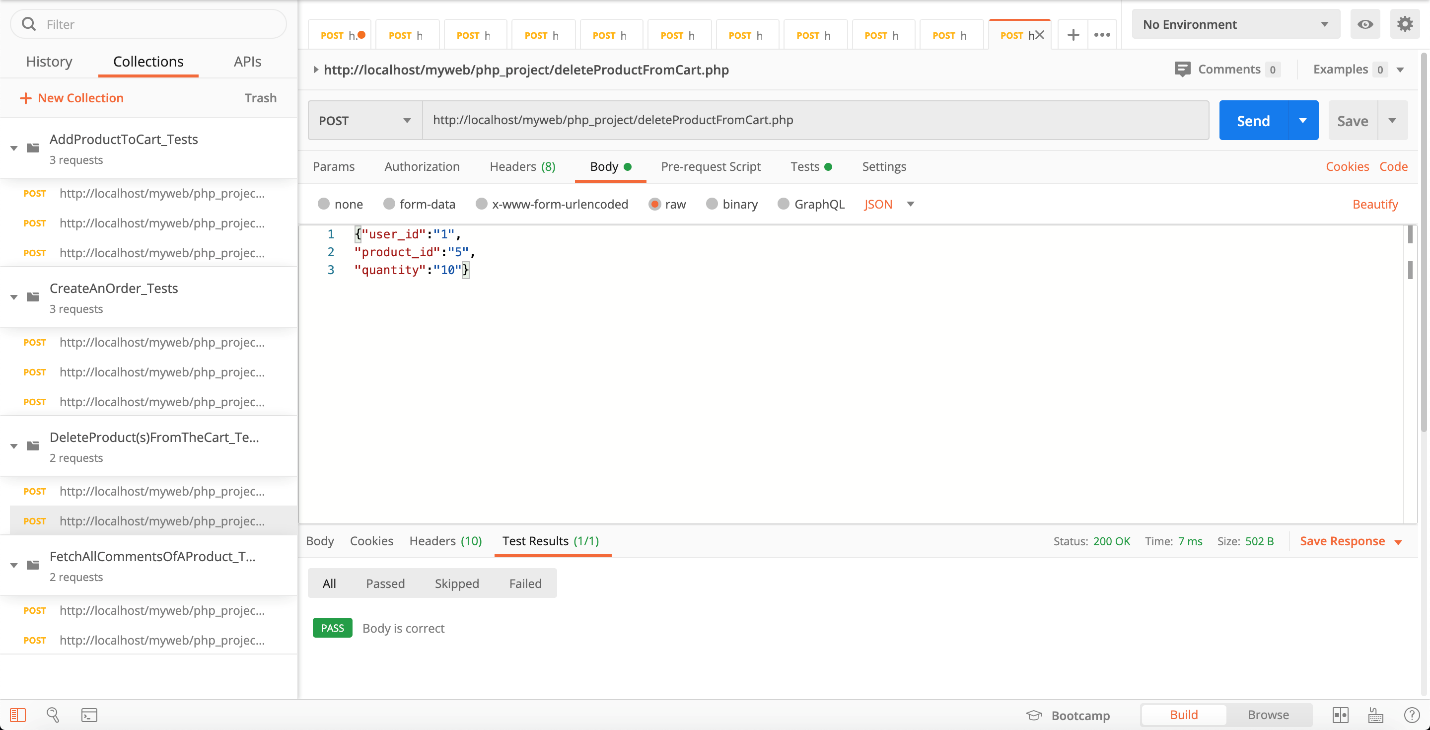 Filter
History Collections APIs
+ New Collection Trash
AddProductToCart_Tests
3 requests
POST http://localhost/myweb/php_projec...
POST http://localhost/myweb/php_projec...
POST http://localhost/myweb/php_projec...
CreateAnOrder_Tests
3 requests
POST http://localhost/myweb/php_projec...
POST http://localhost/myweb/php_projec...
POST http://localhost/myweb/php_projec...
DeleteProduct(s)FromTheCart_Te...
2 requests
POST http://localhost/myweb/php_projec...
POST http://localhost/myweb/php_projec...
FetchAllCommentsOfAProduct_T...
2 requests
POST http://localhost/myweb/php_projec...
POST http://localhost/myweb/php_projec...
POST h. POST h POST h POST h POST h POST h POST h POST h POST h POST h POST h
No Environment
http://localhost/myweb/php_project/deleteProductFromCart.php
Comments 0 Examples 0
POST http://localhost/myweb/php_project/deleteProductFromCart.php Send Save
Params Authorization Headers (8) Body Pre-request Script Tests Settings Cookies Code
none form-data x-www-form-urlencoded raw binary GraphQL JSON Beautify
1 {"user_id":"1",
2 "product_id":"5",
3 "quantity":"10"}
Body Cookies Headers (10) Test Results (1/1) Status: 200 OK Time: 7 ms Size: 502 B Save Response
All Passed Skipped Failed
PASS Body is correct
Bootcamp Build Browse